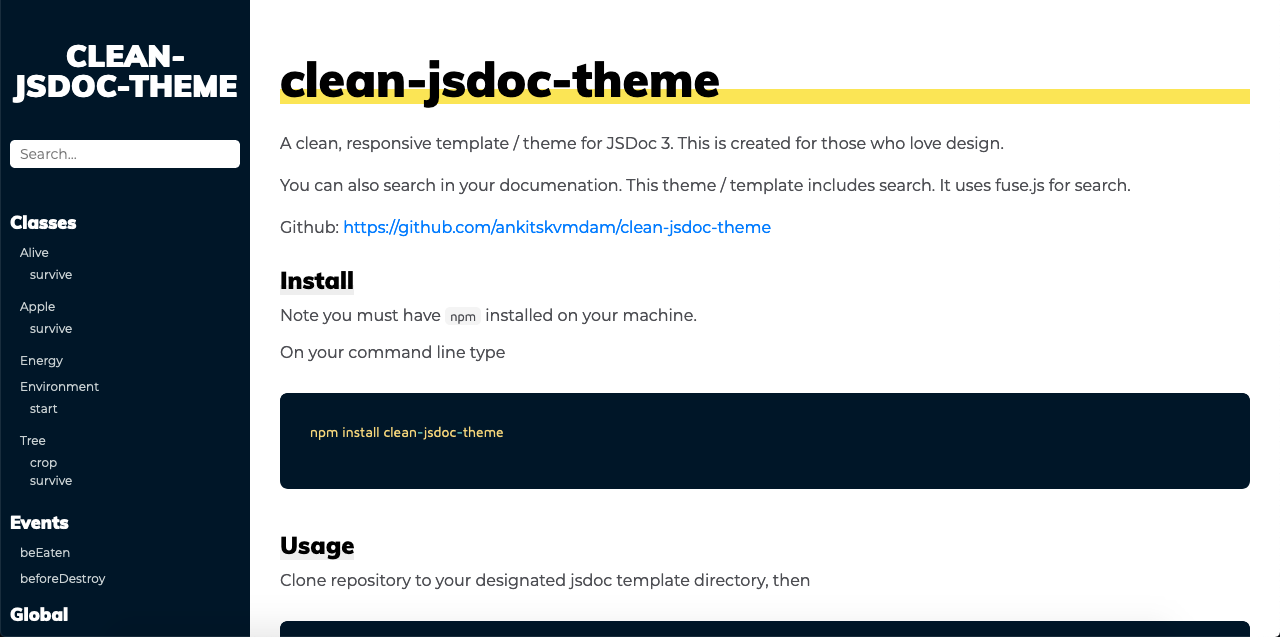 CLEAN-
JSDOC-THEME
Search...
Classes
Alive
survive
Apple
survive
Energy
Environment
start
Tree
crop
survive
Events
beEaten
beforeDestroy
Global
clean-jsdoc-theme
A clean, responsive template / theme for JSDoc 3. This is created for those who love design.
You can also search in your documenation. This theme / template includes search. It uses fuse.js for search.
Github: https://github.com/ankitskvmdam/clean-jsdoc-theme
Install
Note you must have npm installed on your machine.
On your command line type
npm install clean-jsdoc-theme
Usage
Clone repository to your designated jsdoc template directory, then